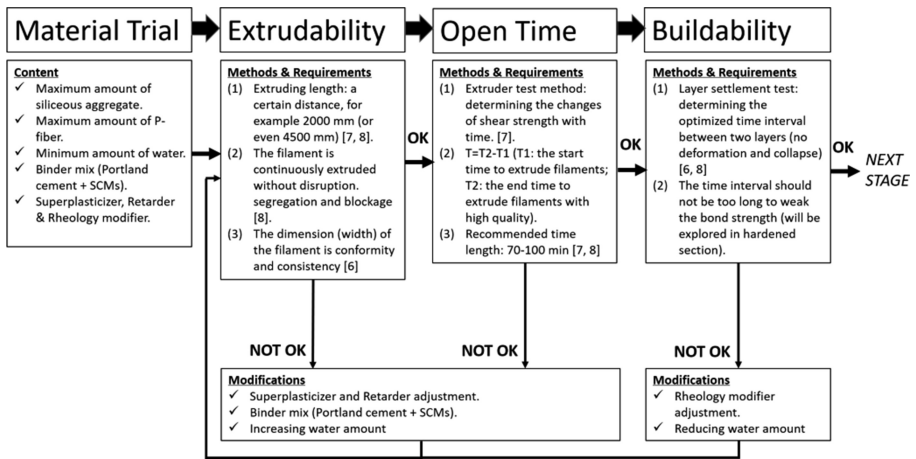 Material Trial
Extrudability
Open Time
Buildability
Content
✓ Maximum amount of
siliceous aggregate.
✓ Maximum amount of P-
fiber.
✓ Minimum amount of water.
✓ Binder mix (Portland
cement + SCMs).
✓ Superplasticizer, Retarder
& Rheology modifier.
Methods & Requirements
(1) Extruding length: a
certain distance, for
example 2000 mm (or
even 4500 mm) [7, 8].
(2) The filament is
continuously extruded
without disruption.
segregation and blockage
[8].
(3) The dimension (width) of
the filament is conformity
and consistency [6]
OK
Methods & Requirements
(1) Extruder test method:
determining the changes
of shear strength with
time. [7].
(2) T=T2-T1 (T1: the start
time to extrude filaments;
T2: the end time to
extrude filaments with
high quality).
(3) Recommended time
length: 70-100 min [7, 8]
OK
Methods & Requirements
(1) Layer settlement test:
determining the
optimized time interval
between two layers (no
deformation and collapse)
[6, 8]
(2) The time interval should
not be too long to weak
the bond strength (will be
explored in hardened
section).
OK
NEXT
STAGE
NOT OK
NOT OK
NOT OK
Modifications
✓ Superplasticizer and Retarder adjustment.
✓ Binder mix (Portland cement + SCMs).
✓ Increasing water amount
Modifications
✓ Rheology modifier
adjustment.
✓ Reducing water amount